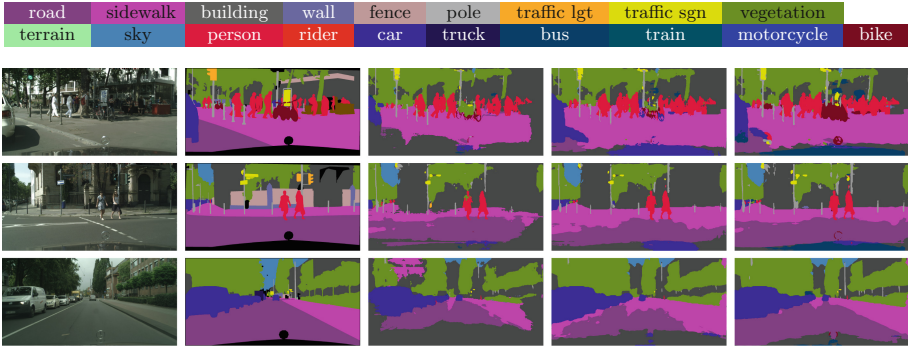 road sidewalk building wall fence pole traffic lgt traffic sgn vegetation
terrain sky person rider car truck bus train motorcycle bike